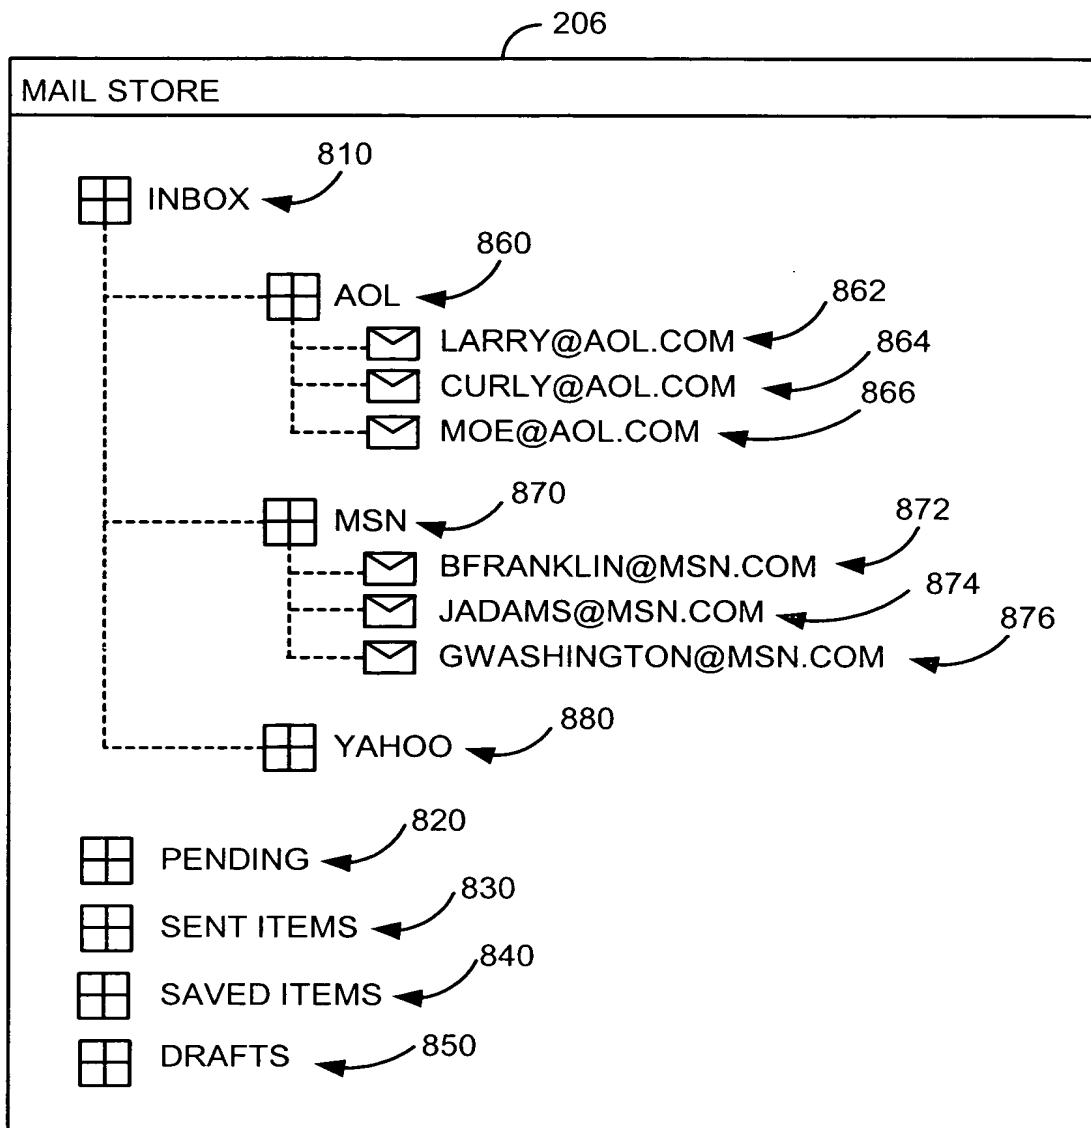 206
MAIL STORE
810
INBOX
860
AOL
862
LARRY@AOL.COM
864
CURLY@AOL.COM
866
MOE@AOL.COM
870
MSN
872
BFRANKLIN@MSN.COM
874
JADAMS@MSN.COM
876
GWASHINGTON@MSN.COM
880
YAHOO
820
PENDING
830
SENT ITEMS
840
SAVED ITEMS
850
DRAFTS